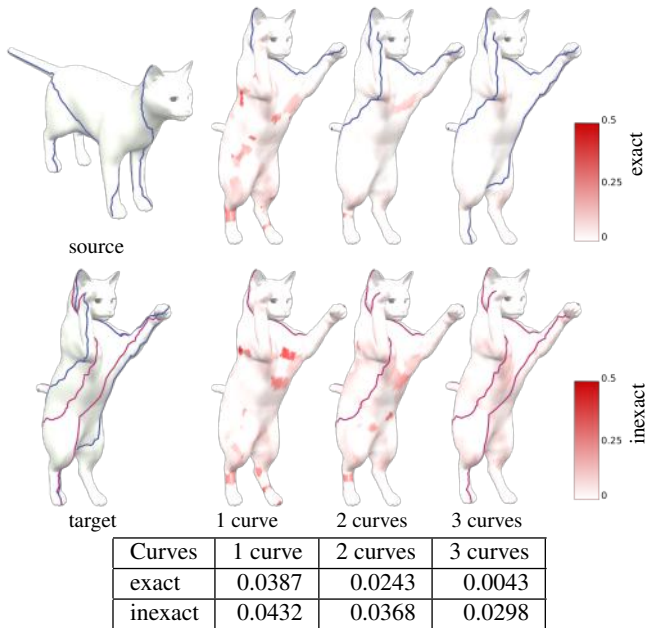 0.5
0.25
0
exact
source
0.5
0.25
0
inexact
target 1 curve 2 curves 3 curves
Curves 1 curve 2 curves 3 curves
exact 0.0387 0.0243 0.0043
inexact 0.0432 0.0368 0.0298